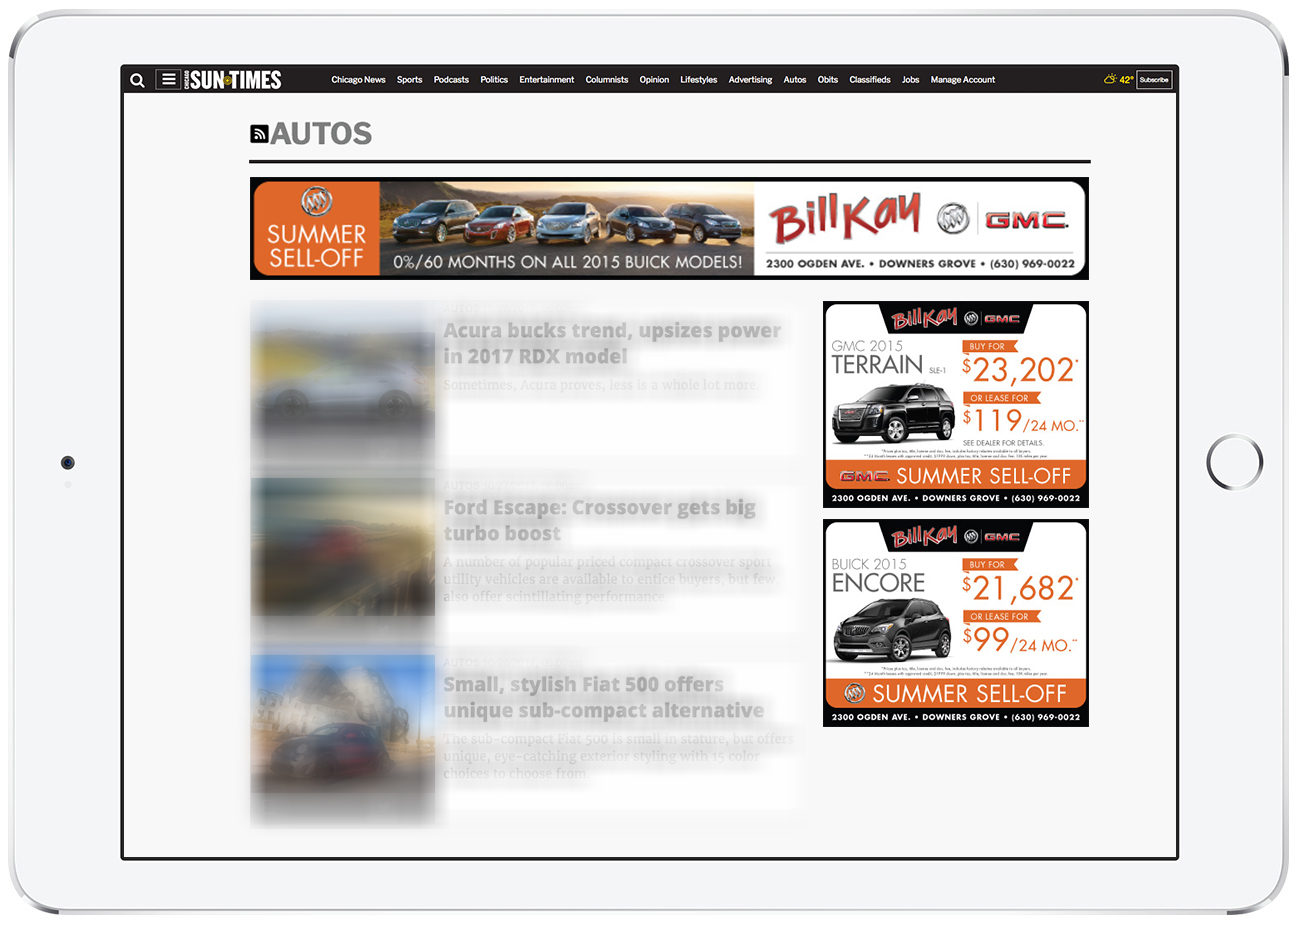 CHICAGO SUN-TIMES
Chicago News Sports Podcasts Politics Entertainment Columnists Opinion Lifestyles Advertising Autos Obits Classifieds Jobs Manage Account
42° Subscribe
AUTOS
SUMMER
SELL-OFF
0%/60 MONTHS ON ALL 2015 BUICK MODELS!
Bill Kay GMC
2300 OGDEN AVE. • DOWNERS GROVE • (630) 969-0022
Acura bucks trend, upsizes power
in 2017 RDX model
Sometimes, Acura proves, less is a whole lot more.
Ford Escape: Crossover gets big
turbo boost
A number of popular priced compact crossover sport
utility vehicles are available to entice buyers, but few
also offer scintillating performance
Small, stylish Fiat 500 offers
unique sub-compact alternative
The sub-compact Fiat 500 is small in stature, but offers
unique, eye-catching exterior styling with 15 color
choices to choose from.
Bill Kay GMC
GMC 2015
TERRAIN SLE-1
BUY FOR
$23,202*
OR LEASE FOR
$119/24 MO.**
SEE DEALER FOR DETAILS.
GMC SUMMER SELL-OFF
2300 OGDEN AVE. • DOWNERS GROVE • (630) 969-0022
Bill Kay GMC
BUICK 2015
ENCORE
BUY FOR
$21,682*
OR LEASE FOR
$99/24 MO.**
SUMMER SELL-OFF
2300 OGDEN AVE. • DOWNERS GROVE • (630) 969-0022